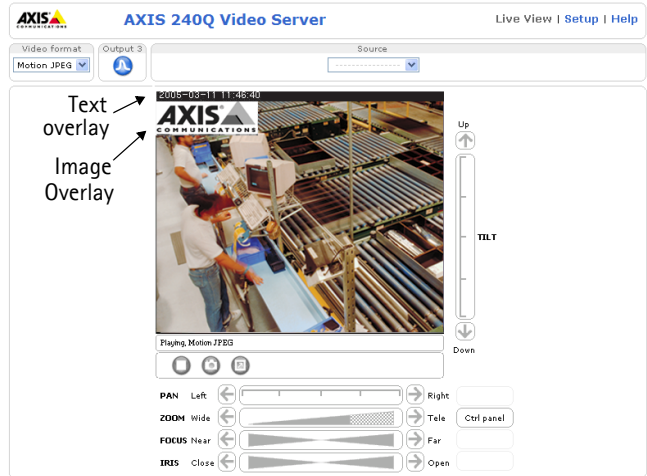 AXIS COMMUNICATIONS
AXIS 240Q Video Server
Live View | Setup | Help
Video format
Motion JPEG
Output 3
Source
--------------------
Text overlay
Image Overlay
2005-03-11 11:46:40
AXIS
COMMUNICATIONS
Up
TILT
Down
Playing, Motion JPEG
PAN Left Right
ZOOM Wide Tele Ctrl panel
FOCUS Near Far
IRIS Close Open